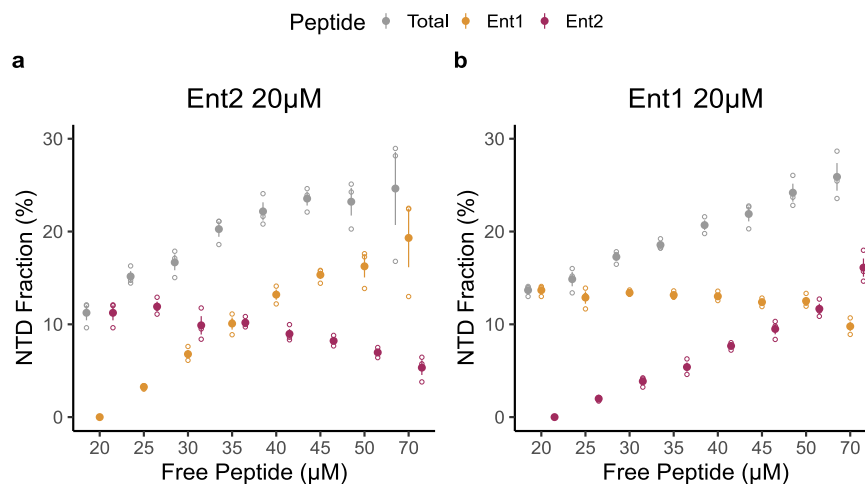 Peptide Total Ent1 Ent2
a b
Ent2 20µM Ent1 20µM
30 30
20 20
10 10
0 0
NTD Fraction (%) NTD Fraction (%)
20 25 30 35 40 45 50 70 20 25 30 35 40 45 50 70
Free Peptide (µM) Free Peptide (µM)